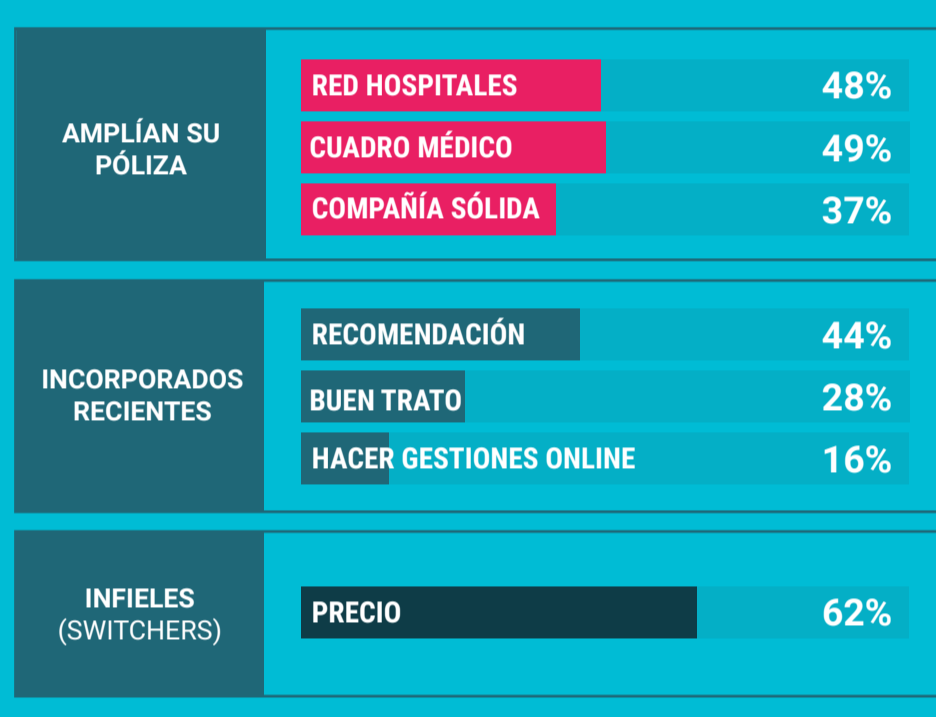 AMPLÍAN SU
PÓLIZA
RED HOSPITALES 48%
CUADRO MÉDICO 49%
COMPAÑÍA SÓLIDA 37%
INCORPORADOS
RECIENTES
RECOMENDACIÓN 44%
BUEN TRATO 28%
HACER GESTIONES ONLINE 16%
INFIELES
(SWITCHERS)
PRECIO 62%